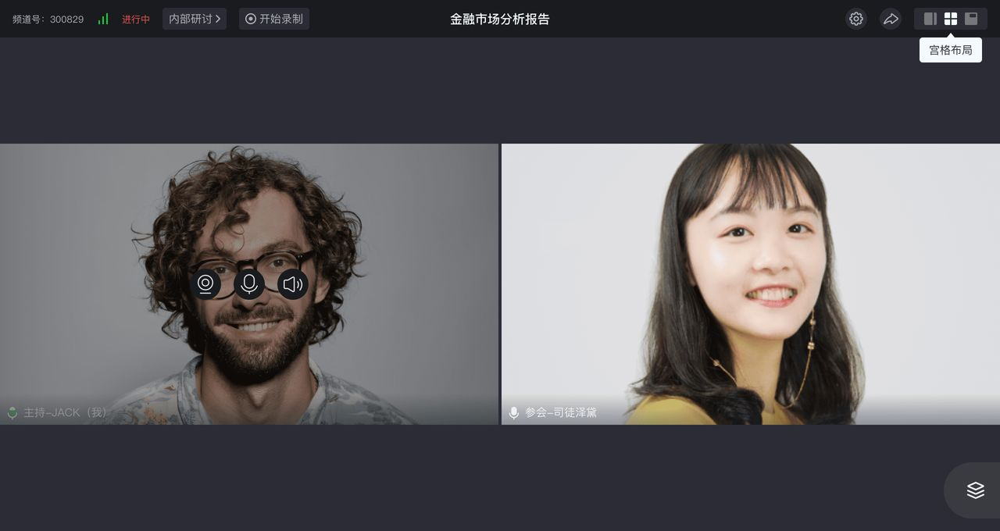 频道号：300829
进行中
内部研讨
开始录制
金融市场分析报告
宫格布局
主持-JACK（我）
参会-司徒泽黛